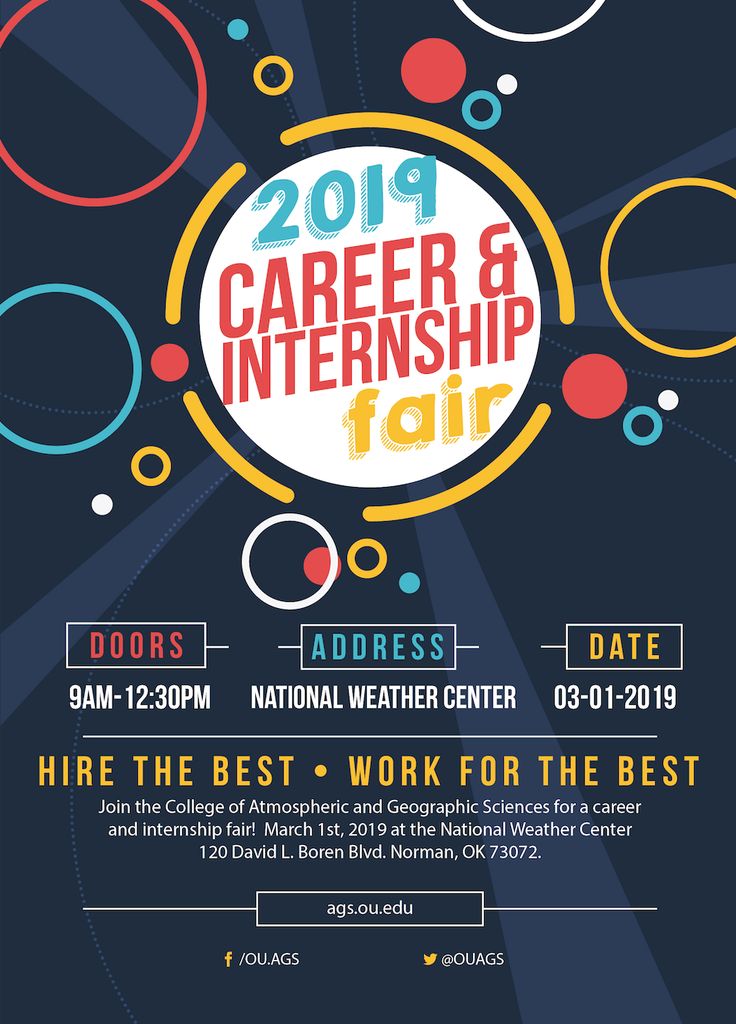 2019
CAREER &
INTERNSHIP
fair
DOORS
ADDRESS
DATE
9AM-12:30PM
NATIONAL WEATHER CENTER
03-01-2019
HIRE THE BEST • WORK FOR THE BEST
Join the College of Atmospheric and Geographic Sciences for a career
and internship fair! March 1st, 2019 at the National Weather Center
120 David L. Boren Blvd. Norman, OK 73072.
ags.ou.edu
/OU.AGS
@OUAGS